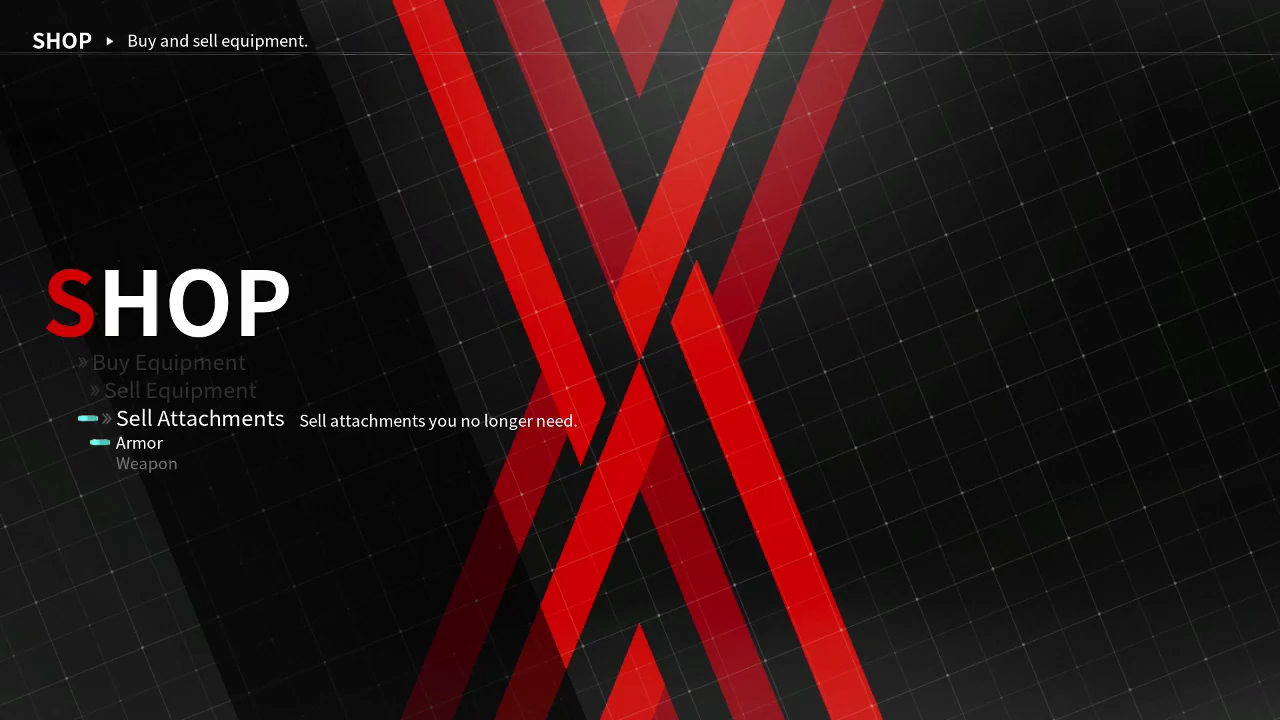 SHOP ▸ Buy and sell equipment.
SHOP
» Buy Equipment
» Sell Equipment
» Sell Attachments Sell attachments you no longer need.
Armor
Weapon